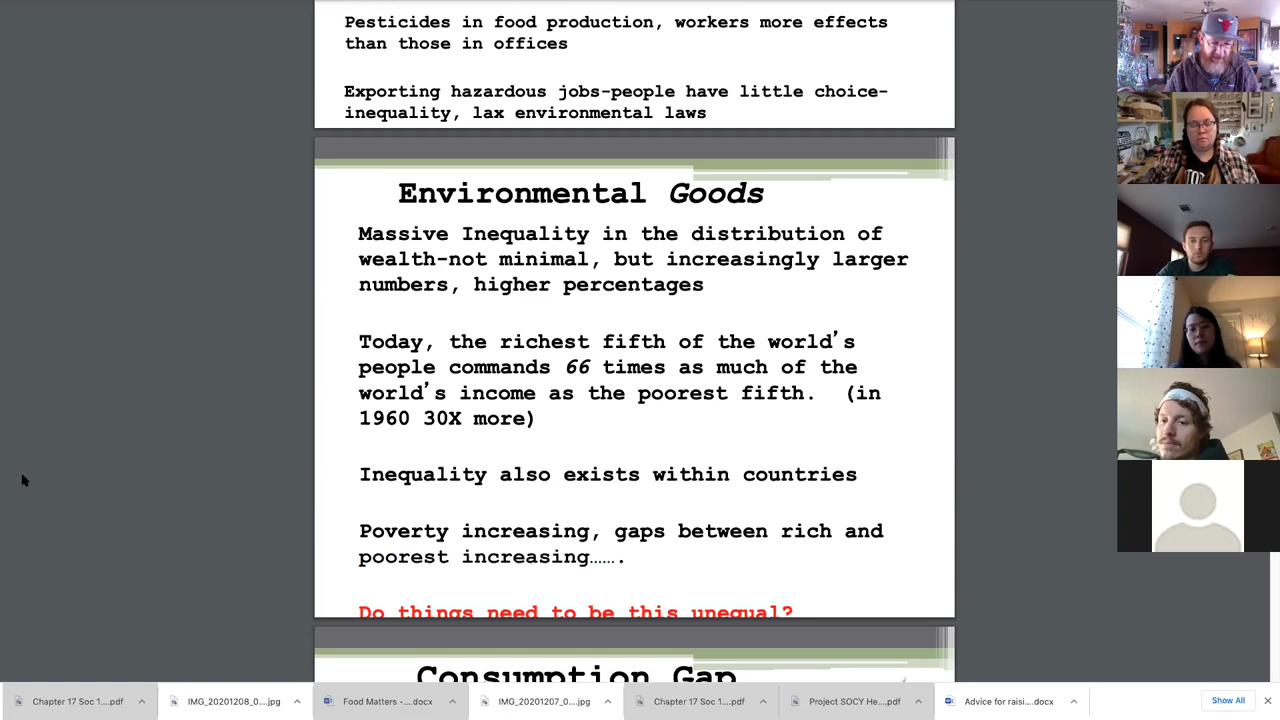 Pesticides in food production, workers more effects
than those in offices
Exporting hazardous jobs-people have little choice-
inequality, lax environmental laws
Environmental Goods
Massive Inequality in the distribution of
wealth-not minimal, but increasingly larger
numbers, higher percentages
Today, the richest fifth of the world's
people commands 66 times as much of the
world's income as the poorest fifth. (in
1960 30X more)
Inequality also exists within countries
Poverty increasing, gaps between rich and
poorest increasing…….
Do things need to be this unequal?
Consumption Gap
Chapter 17 Soc 1....pdf
IMG_20201208_0....jpg
Food Matters -....docx
IMG_20201207_0....jpg
Chapter 17 Soc 1....pdf
Project SOCY He....pdf
Advice for raisi....docx
Show All